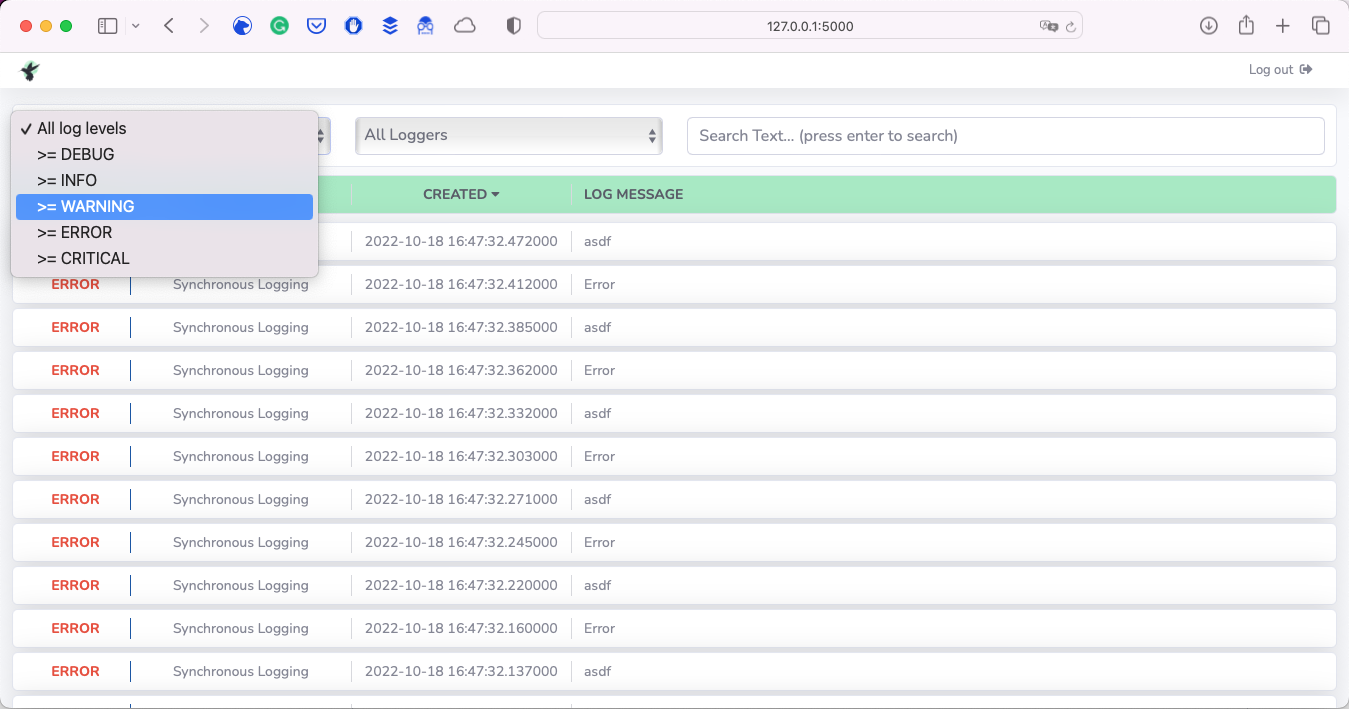 127.0.0.1:5000
Log out
✓ All log levels
>= DEBUG
>= INFO
>= WARNING
>= ERROR
>= CRITICAL
All Loggers
Search Text... (press enter to search)
CREATED LOG MESSAGE
2022-10-18 16:47:32.472000 asdf
ERROR Synchronous Logging 2022-10-18 16:47:32.412000 Error
ERROR Synchronous Logging 2022-10-18 16:47:32.385000 asdf
ERROR Synchronous Logging 2022-10-18 16:47:32.362000 Error
ERROR Synchronous Logging 2022-10-18 16:47:32.332000 asdf
ERROR Synchronous Logging 2022-10-18 16:47:32.303000 Error
ERROR Synchronous Logging 2022-10-18 16:47:32.271000 asdf
ERROR Synchronous Logging 2022-10-18 16:47:32.245000 Error
ERROR Synchronous Logging 2022-10-18 16:47:32.220000 asdf
ERROR Synchronous Logging 2022-10-18 16:47:32.160000 Error
ERROR Synchronous Logging 2022-10-18 16:47:32.137000 asdf